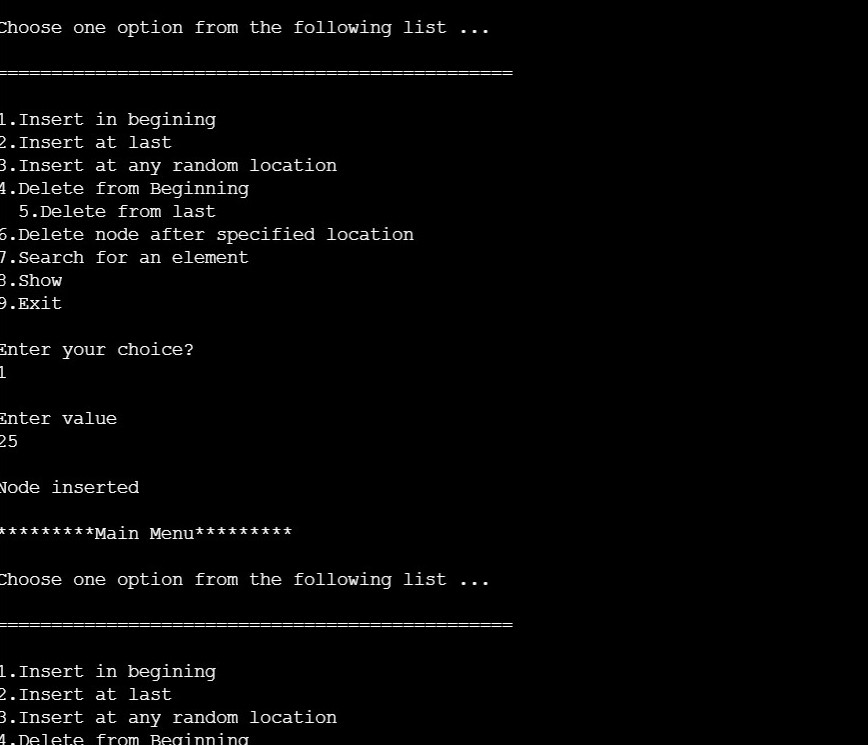 Choose one option from the following list ...
===============================================
1.Insert in begining
2.Insert at last
3.Insert at any random location
4.Delete from Beginning
5.Delete from last
6.Delete node after specified location
7.Search for an element
8.Show
9.Exit
Enter your choice?
1
Enter value
25
Node inserted
*********Main Menu*********
Choose one option from the following list ...
===============================================
1.Insert in begining
2.Insert at last
3.Insert at any random location
4.Delete from Beginning